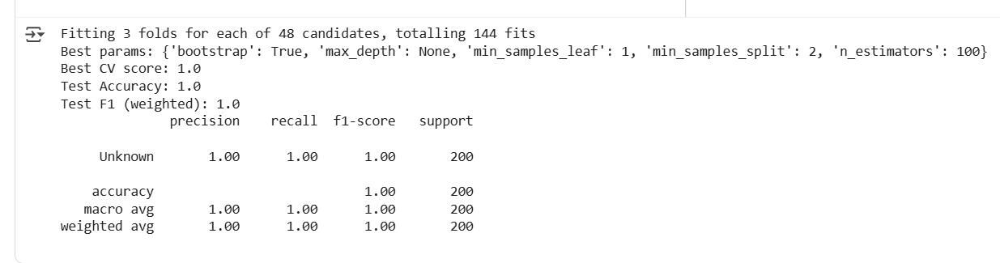 Fitting 3 folds for each of 48 candidates, totalling 144 fits
Best params: {'bootstrap': True, 'max_depth': None, 'min_samples_leaf': 1, 'min_samples_split': 2, 'n_estimators': 100}
Best CV score: 1.0
Test Accuracy: 1.0
Test F1 (weighted): 1.0
precision recall f1-score support
Unknown 1.00 1.00 1.00 200
accuracy 1.00 200
macro avg 1.00 1.00 1.00 200
weighted avg 1.00 1.00 1.00 200